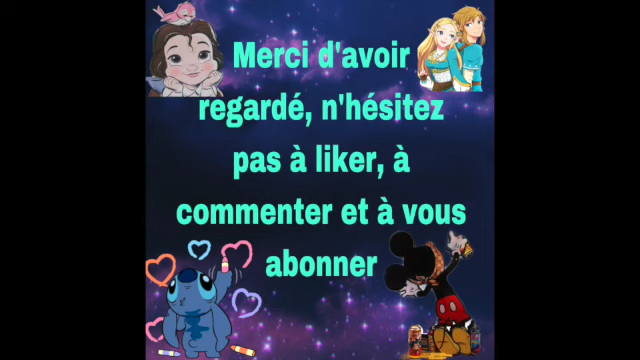 Merci d'avoir
regardé, n'hésitez
pas à liker, à
commenter et à vous
abonner